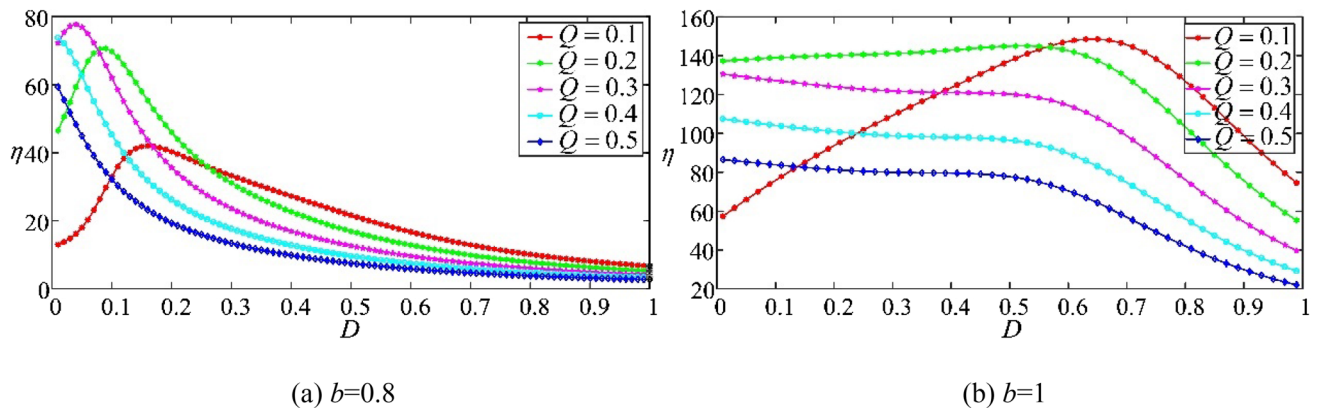 80
60
η40
20
0
0 0.1 0.2 0.3 0.4 0.5 0.6 0.7 0.8 0.9 1
D
Q = 0.1
Q = 0.2
Q = 0.3
Q = 0.4
Q = 0.5
(a) b=0.8
160
140
120
100
η
80
60
40
20
0 0.1 0.2 0.3 0.4 0.5 0.6 0.7 0.8 0.9 1
D
Q = 0.1
Q = 0.2
Q = 0.3
Q = 0.4
Q = 0.5
(b) b=1